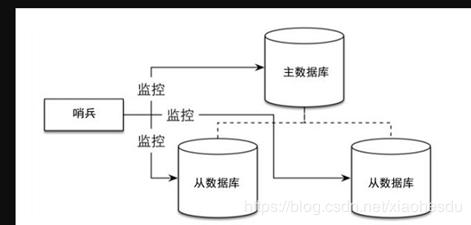 主数据库
监控
哨兵
监控
监控
从数据库
从数据库
https://blog.csdn.net/xiaobesdu